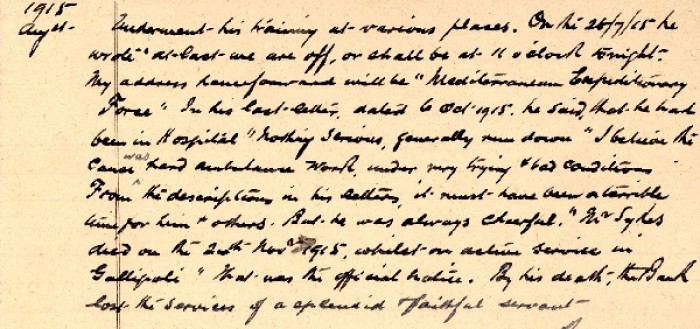 1915
Augst Underwent his training at various places. On the 28/7/15 he
wrote "at last we are off, or shall be at 11 o'clock tonight.
My address henceforward will be "Mediterranean Expeditionary
Force" In his last letter, dated 6 Oct 1915. he said, that he had
been in Hospital "Nothing serious, generally run down" I believe the
cause was hard ambulance work, under very trying & bad conditions
From the descriptions in his letters, it must have been a terrible
time for him & others. But he was always cheerful. "Mr Sykes
died on the 20th Novr 1915, whilst on active service in
Gallipoli" That was the official notice. By his death, the Bank
lost the services of a splendid & faithful servant